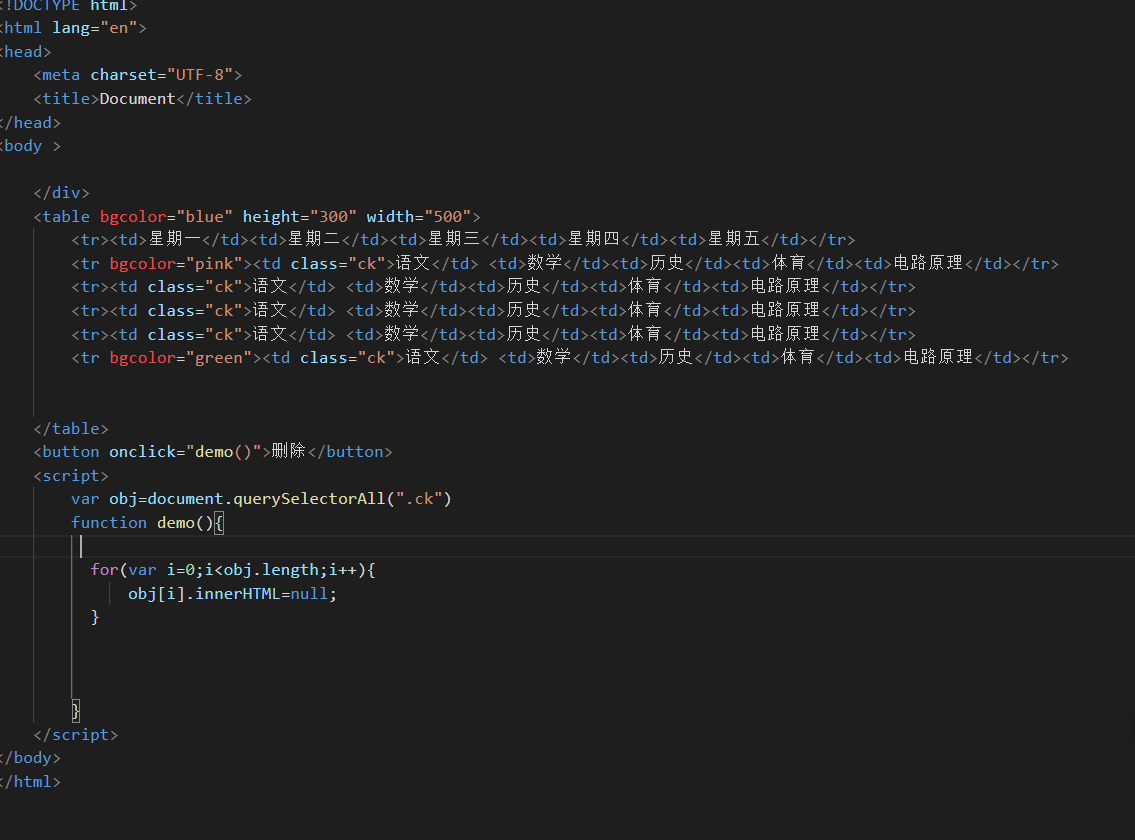 <!DOCTYPE html>
<html lang="en">
<head>
    <meta charset="UTF-8">
    <title>Document</title>
</head>
<body >
    </div>
    <table bgcolor="blue" height="300" width="500">
        <tr><td>星期一</td><td>星期二</td><td>星期三</td><td>星期四</td><td>星期五</td></tr>
        <tr bgcolor="pink"><td class="ck">语文</td> <td>数学</td><td>历史</td><td>体育</td><td>电路原理</td></tr>
        <tr><td class="ck">语文</td> <td>数学</td><td>历史</td><td>体育</td><td>电路原理</td></tr>
        <tr><td class="ck">语文</td> <td>数学</td><td>历史</td><td>体育</td><td>电路原理</td></tr>
        <tr><td class="ck">语文</td> <td>数学</td><td>历史</td><td>体育</td><td>电路原理</td></tr>
        <tr bgcolor="green"><td class="ck">语文</td> <td>数学</td><td>历史</td><td>体育</td><td>电路原理</td></tr>
    </table>
    <button onclick="demo()">删除</button>
    <script>
        var obj=document.querySelectorAll(".ck")
        function demo(){
          for(var i=0;i<obj.length;i++){
              obj[i].innerHTML=null;
          }
        }
    </script>
</body>
</html>